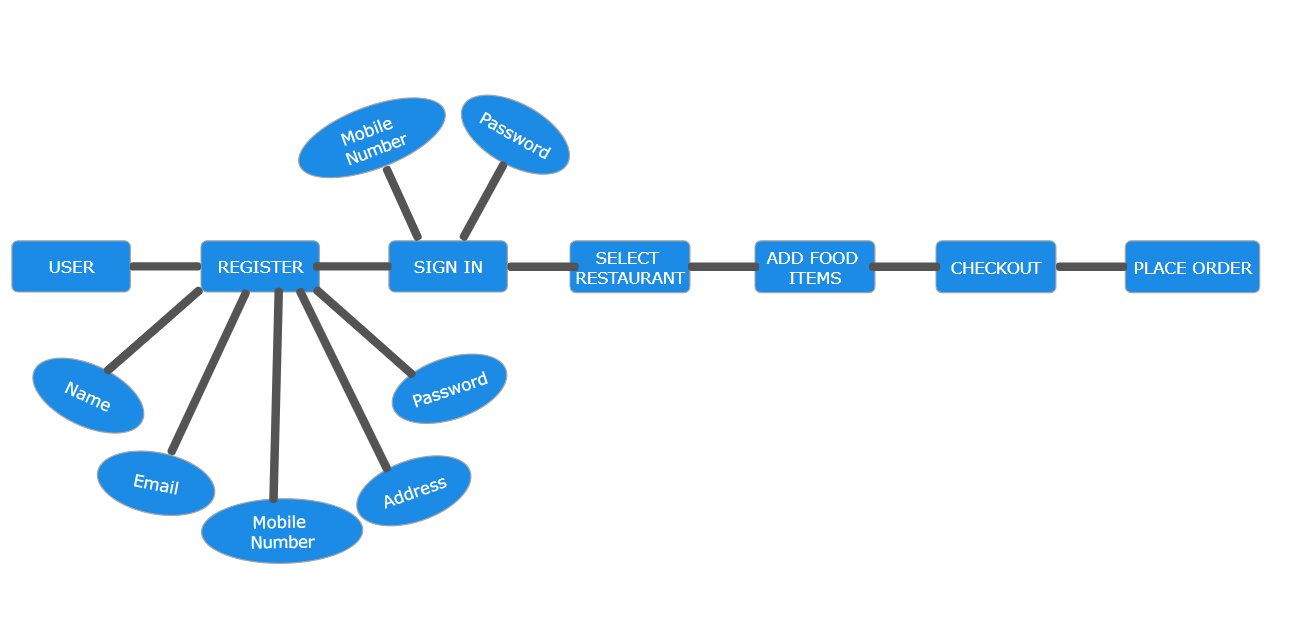 Mobile
Number
Password
USER
REGISTER
SIGN IN
SELECT
RESTAURANT
ADD FOOD
ITEMS
CHECKOUT
PLACE ORDER
Name
Email
Mobile
Number
Address
Password